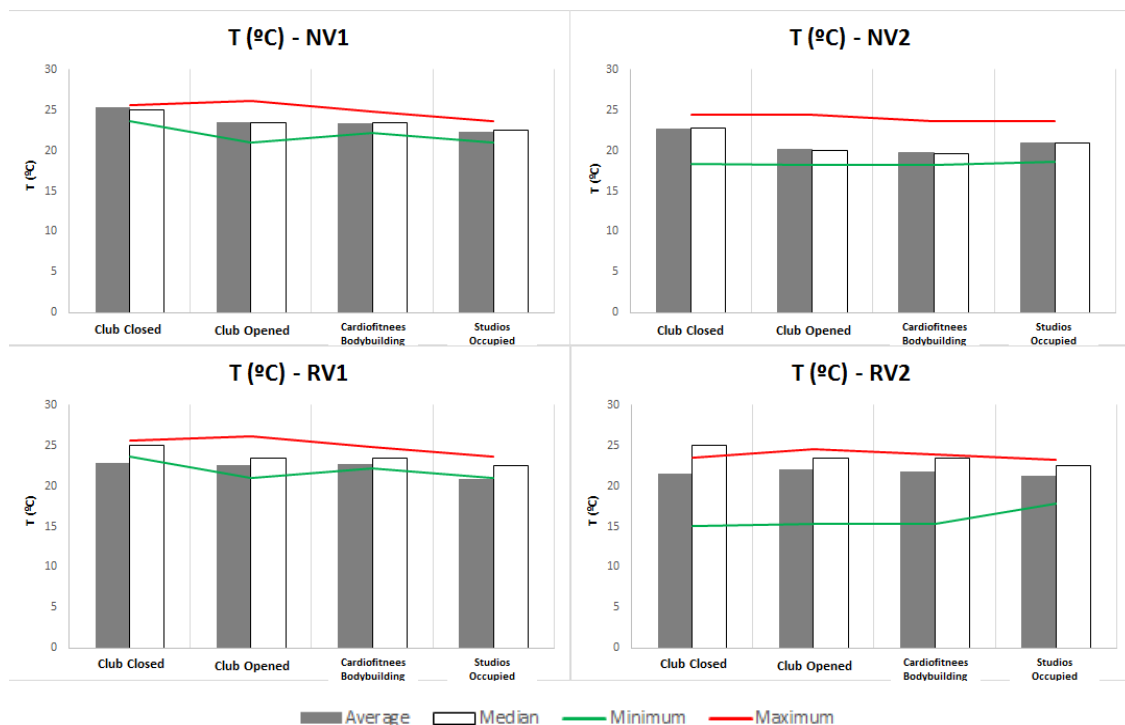 T (ºC) - NV1
30
25
20
15
10
5
0
T (ºC)
Club Closed
Club Opened
Cardiofitnees
Bodybuilding
Studios
Occupied
T (ºC) - NV2
30
25
20
15
10
5
0
T (ºC)
Club Closed
Club Opened
Cardiofitnees
Bodybuilding
Studios
Occupied
T (ºC) - RV1
30
25
20
15
10
5
0
T (ºC)
Club Closed
Club Opened
Cardiofitnees
Bodybuilding
Studios
Occupied
T (ºC) - RV2
30
25
20
15
10
5
0
T (ºC)
Club Closed
Club Opened
Cardiofitnees
Bodybuilding
Studios
Occupied
Average Median Minimum Maximum